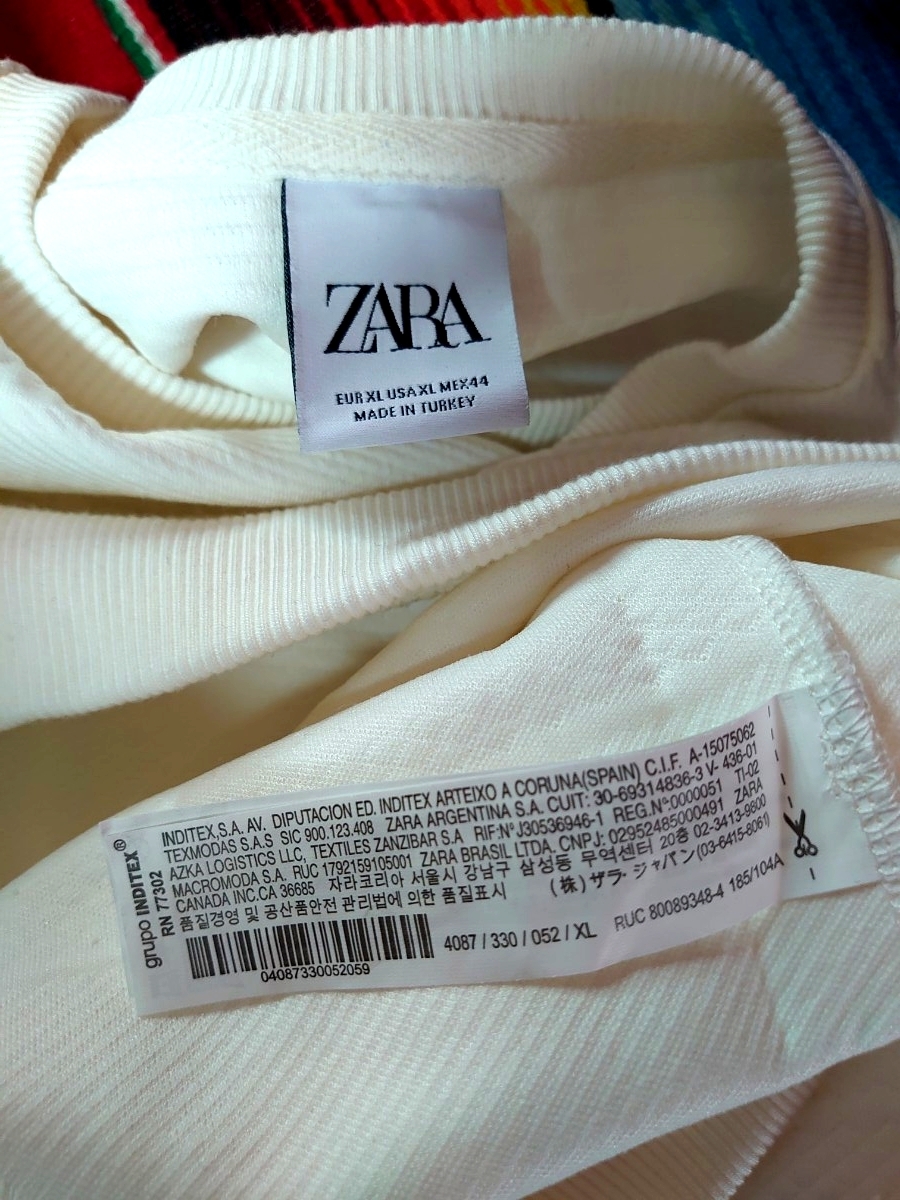 ZARA
EUR XL USA XL MEX 44
MADE IN TURKEY
grupo INDITEX®
RN 77302
INDITEX,S.A. AV. DIPUTACION ED. INDITEX ARTEIXO A CORUNA(SPAIN) C.I.F. A-15075062
TEXMODAS S.A.S SIC 900.123.408 ZARA ARGENTINA S.A. CUIT: 30-69314836-3 V- 436-01
AZKA LOGISTICS LLC, TEXTILES ZANZIBAR S.A RIF:Nº J30536946-1 REG.Nº:0000051 TI-02
MACROMODA S.A. RUC 1792159105001 ZARA BRASIL LTDA. CNPJ: 02952485000491 ZARA
CANADA INC.CA 36685 자라코리아 서울시 강남구 삼성동 무역센터 20층 02-3413-9800
품질경영 및 공산품안전 관리법에 의한 품질표시 (株)ザラ・ジャパン(03-6415-8061)
04087330052059
4087 / 330 / 052 / XL RUC 80089348-4 185/104A